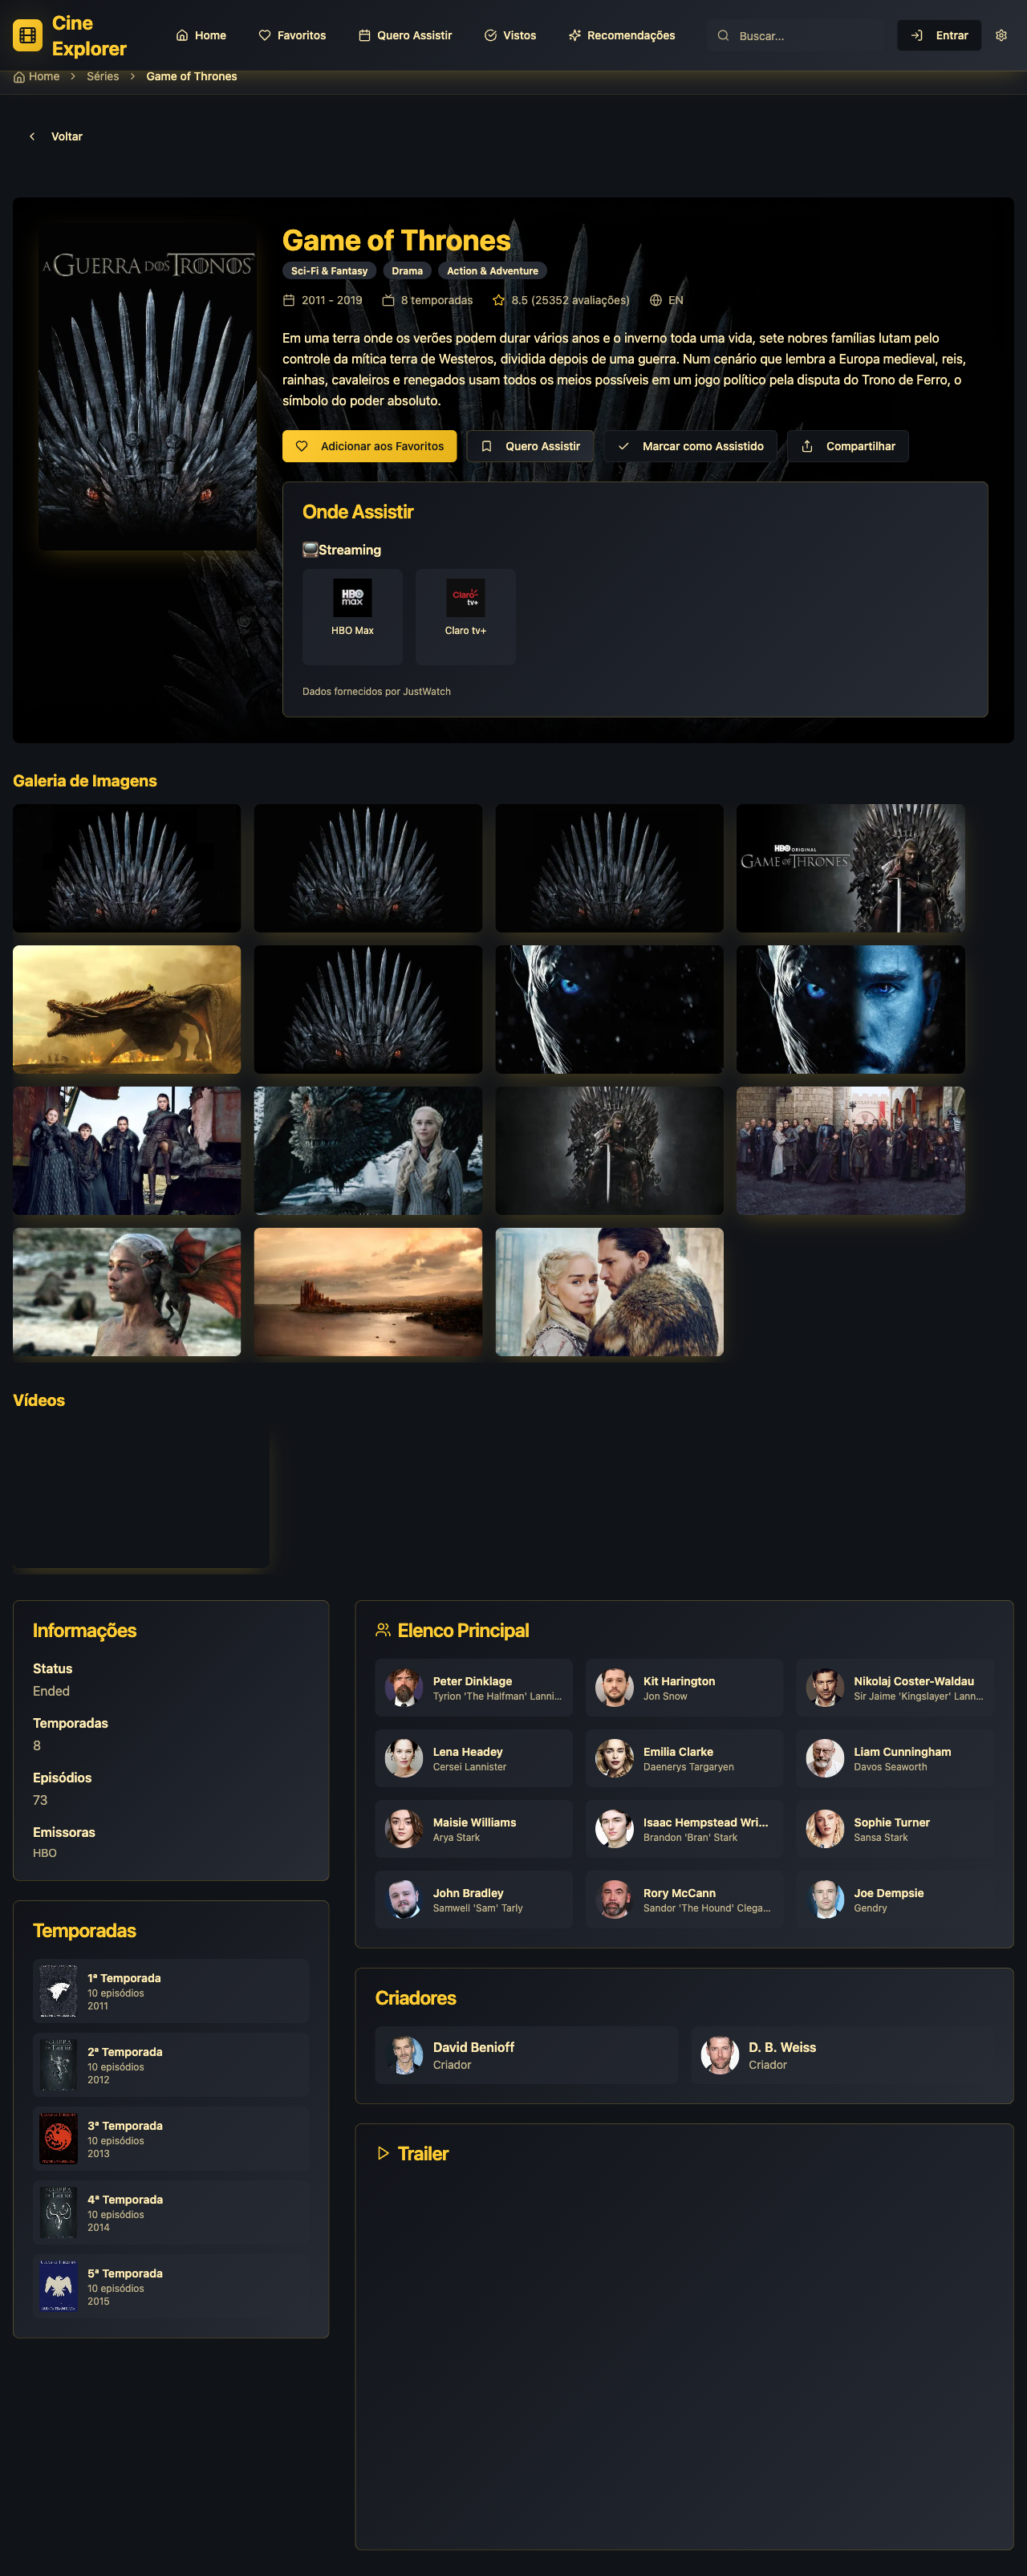 Cine
Explorer
Home
Favoritos
Quero Assistir
Vistos
Recomendações
Buscar...
Entrar
Home
Séries
Game of Thrones
Voltar
A GUERRA DOS TRONOS
Game of Thrones
Sci-Fi & Fantasy
Drama
Action & Adventure
2011 - 2019
8 temporadas
8.5 (25352 avaliações)
EN
Em uma terra onde os verões podem durar vários anos e o inverno toda uma vida, sete nobres famílias lutam pelo
controle da mítica terra de Westeros, dividida depois de uma guerra. Num cenário que lembra a Europa medieval, reis,
rainhas, cavaleiros e renegados usam todos os meios possíveis em um jogo político pela disputa do Trono de Ferro, o
símbolo do poder absoluto.
Adicionar aos Favoritos
Quero Assistir
Marcar como Assistido
Compartilhar
Onde Assistir
Streaming
HBO
max
HBO Max
Claro
tv+
Claro tv+
Dados fornecidos por JustWatch
Galeria de Imagens
HBO ORIGINAL
GAME OF THRONES
Vídeos
Informações
Status
Ended
Temporadas
8
Episódios
73
Emissoras
HBO
Temporadas
1ª Temporada
10 episódios
2011
2ª Temporada
10 episódios
2012
3ª Temporada
10 episódios
2013
4ª Temporada
10 episódios
2014
5ª Temporada
10 episódios
2015
Elenco Principal
Peter Dinklage
Tyrion 'The Halfman' Lanni...
Kit Harington
Jon Snow
Nikolaj Coster-Waldau
Sir Jaime 'Kingslayer' Lann...
Lena Headey
Cersei Lannister
Emilia Clarke
Daenerys Targaryen
Liam Cunningham
Davos Seaworth
Maisie Williams
Arya Stark
Isaac Hempstead Wri...
Brandon 'Bran' Stark
Sophie Turner
Sansa Stark
John Bradley
Samwell 'Sam' Tarly
Rory McCann
Sandor 'The Hound' Clega...
Joe Dempsie
Gendry
Criadores
David Benioff
Criador
D. B. Weiss
Criador
Trailer